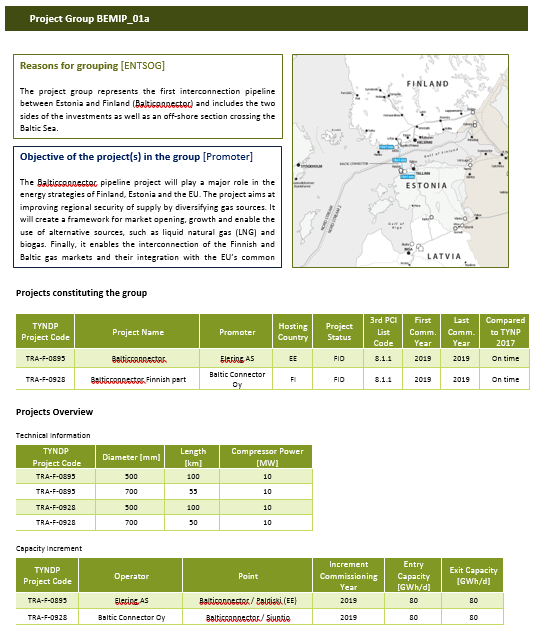 Project Group BEMIP_01a
Reasons for grouping [ENTSOG]
The project group represents the first interconnection pipeline
between Estonia and Finland (Balticconnector) and includes the two
sides of the investments as well as an off-shore section crossing the
Baltic Sea.
Objective of the project(s) in the group [Promoter]
The Balticconnector pipeline project will play a major role in the
energy strategies of Finland, Estonia and the EU. The project aims at
improving regional security of supply by diversifying gas sources. It
will create a framework for market opening, growth and enable the
use of alternative sources, such as liquid natural gas (LNG) and
biogas. Finally, it enables the interconnection of the Finnish and
Baltic gas markets and their integration with the EU's common
FINLAND
HELSINKI
Gulf of Finland
STOCKHOLM
TALLINN
ESTONIA
Gulf of
Riga
RIGA
LATVIA
Projects constituting the group
TYNDP Project Code | Project Name | Promoter | Hosting Country | Project Status | 3rd PCI List Code | First Comm. Year | Last Comm. Year | Compared to TYNP 2017
TRA-F-0895 | Balticconnector | Elering AS | EE | FID | 8.1.1 | 2019 | 2019 | On time
TRA-F-0928 | Balticconnector Finnish part | Baltic Connector Oy | FI | FID | 8.1.1 | 2019 | 2019 | On time
Projects Overview
Technical Information
TYNDP Project Code | Diameter [mm] | Length [km] | Compressor Power [MW]
TRA-F-0895 | 500 | 100 | 10
TRA-F-0895 | 700 | 55 | 10
TRA-F-0928 | 500 | 100 | 10
TRA-F-0928 | 700 | 50 | 10
Capacity Increment
TYNDP Project Code | Operator | Point | Increment Commissioning Year | Entry Capacity [GWh/d] | Exit Capacity [GWh/d]
TRA-F-0895 | Elering AS | Balticconnector / Paldiski (EE) | 2019 | 80 | 80
TRA-F-0928 | Baltic Connector Oy | Balticconnector / Siuntio | 2019 | 80 | 80